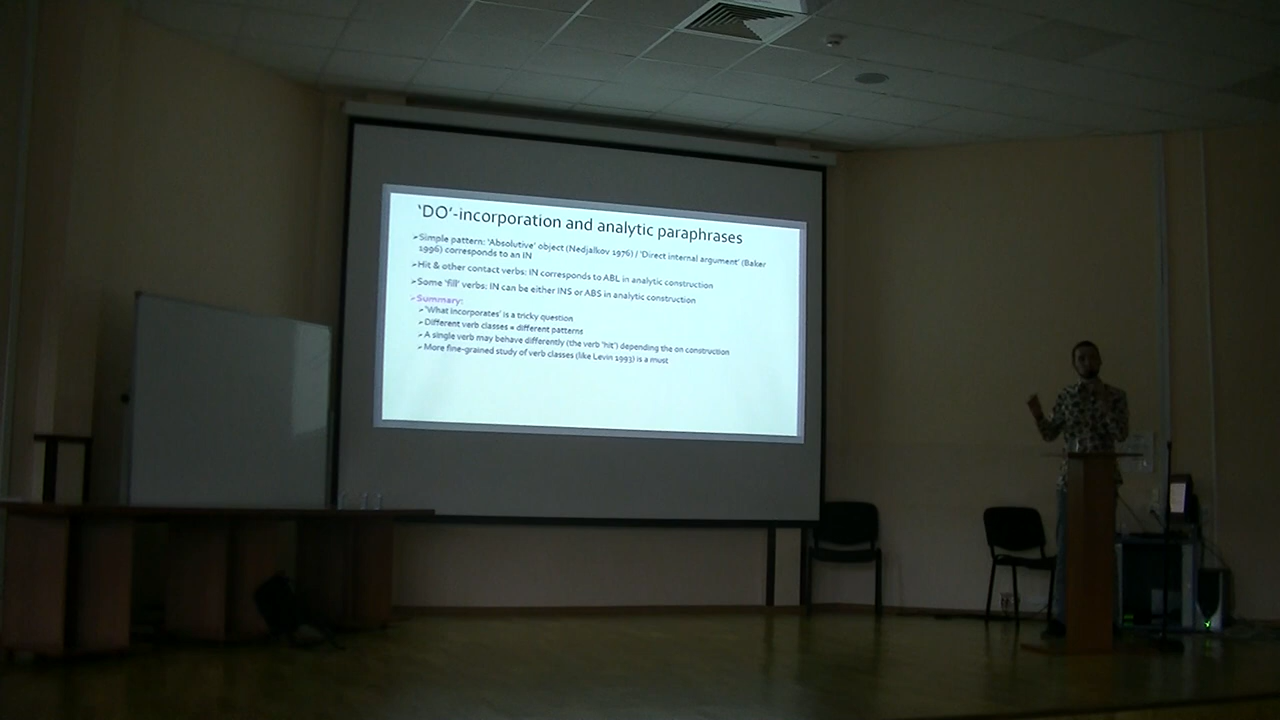 ‘DO’-incorporation and analytic paraphrases
➢Simple pattern: ‘Absolutive’ object (Nedjalkov 1976) / ‘Direct internal argument’ (Baker
1996) corresponds to an IN
➢Hit & other contact verbs: IN corresponds to ABL in analytic construction
➢Some ‘fill’ verbs: IN can be either INS or ABS in analytic construction
➢Summary:
➢‘What incorporates’ is a tricky question
➢Different verb classes = different patterns
➢A single verb may behave differently (the verb ‘hit’) depending the on construction
➢More fine-grained study of verb classes (like Levin 1993) is a must